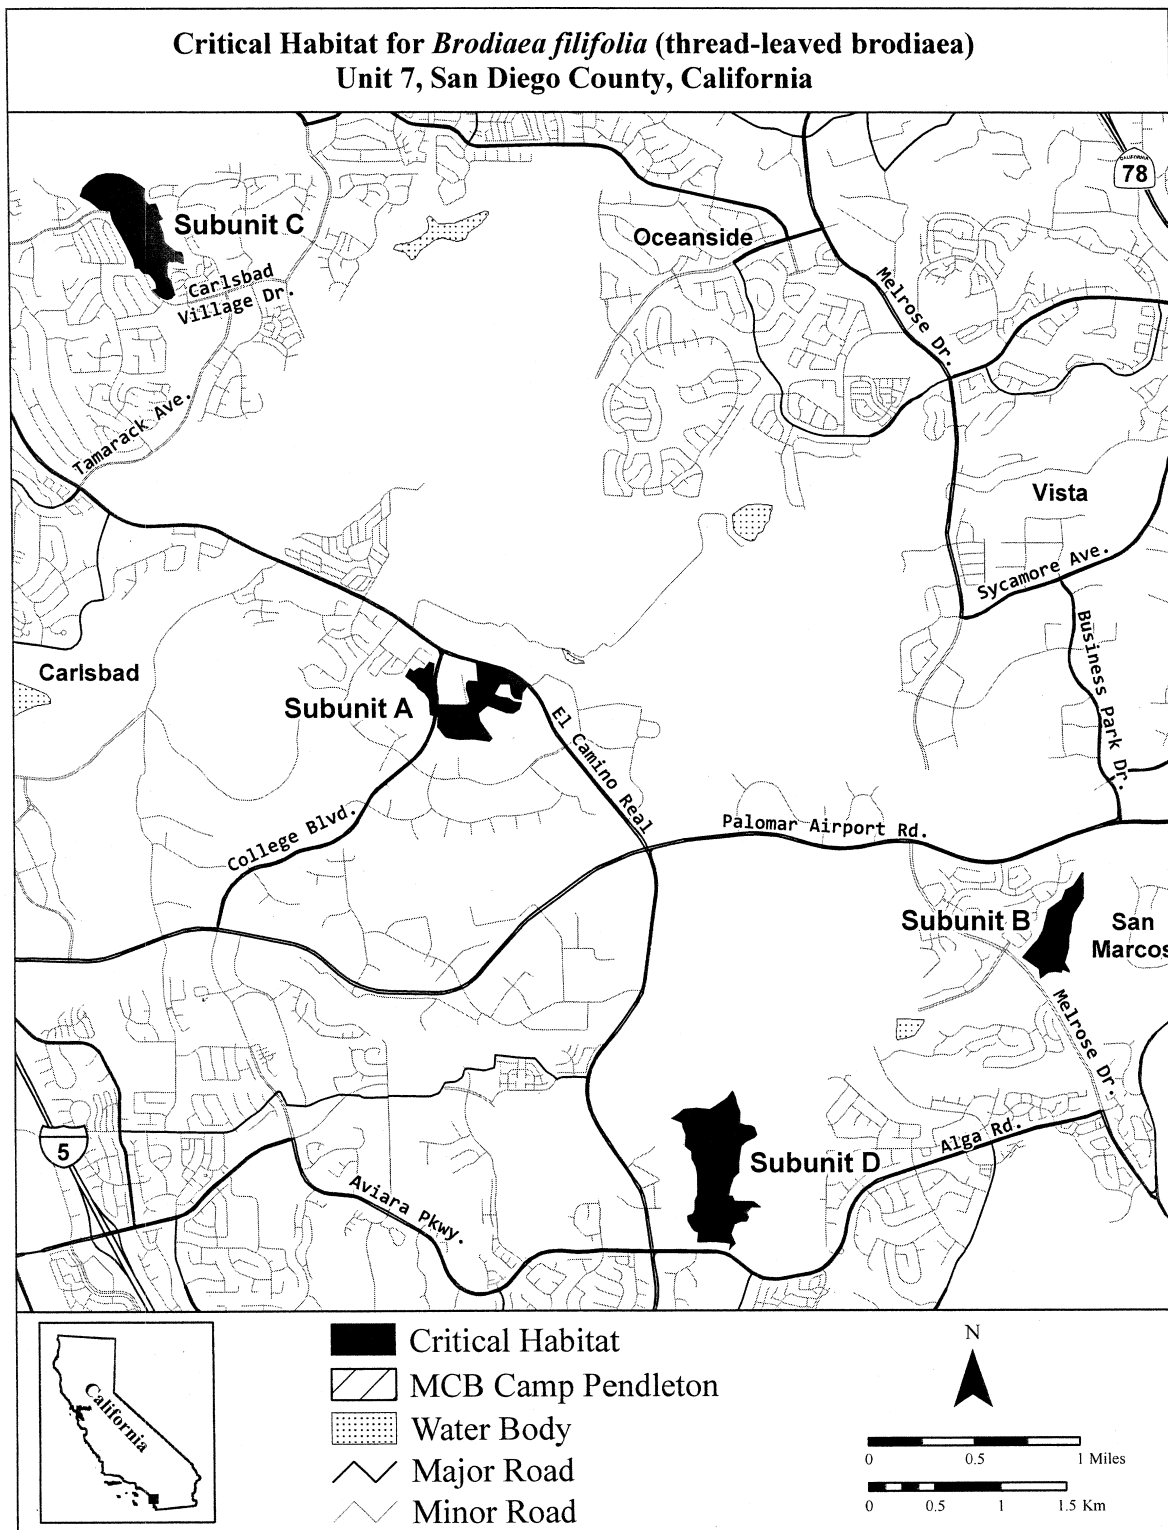 Critical Habitat for Brodiaea filifolia (thread-leaved brodiaea)
Unit 7, San Diego County, California
CALIFORNIA
78
Subunit C
Oceanside
Carlsbad
Village Dr.
Melrose Dr.
Tamarack Ave.
Vista
Sycamore Ave.
Business Park Dr.
Carlsbad
Subunit A
El Camino Real
College Blvd.
Palomar Airport Rd.
Subunit B
San
Marcos
Melrose Dr.
5
Alga Rd.
Subunit D
Aviara Pkwy.
California
Critical Habitat
MCB Camp Pendleton
Water Body
Major Road
Minor Road
N
0 0.5 1 Miles
0 0.5 1 1.5 Km